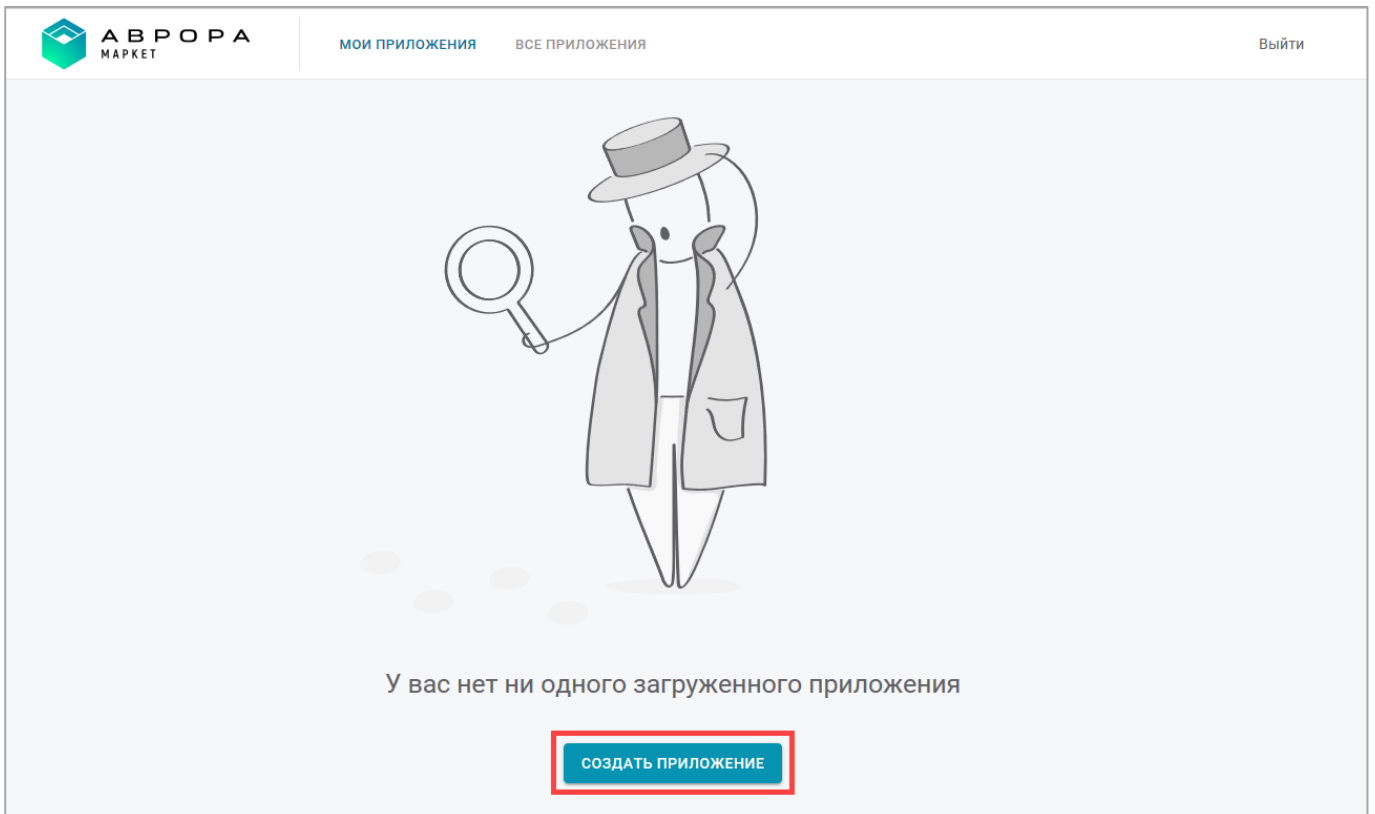 АВРОРА
МАРКЕТ
МОИ ПРИЛОЖЕНИЯ
ВСЕ ПРИЛОЖЕНИЯ
Выйти
У вас нет ни одного загруженного приложения
СОЗДАТЬ ПРИЛОЖЕНИЕ